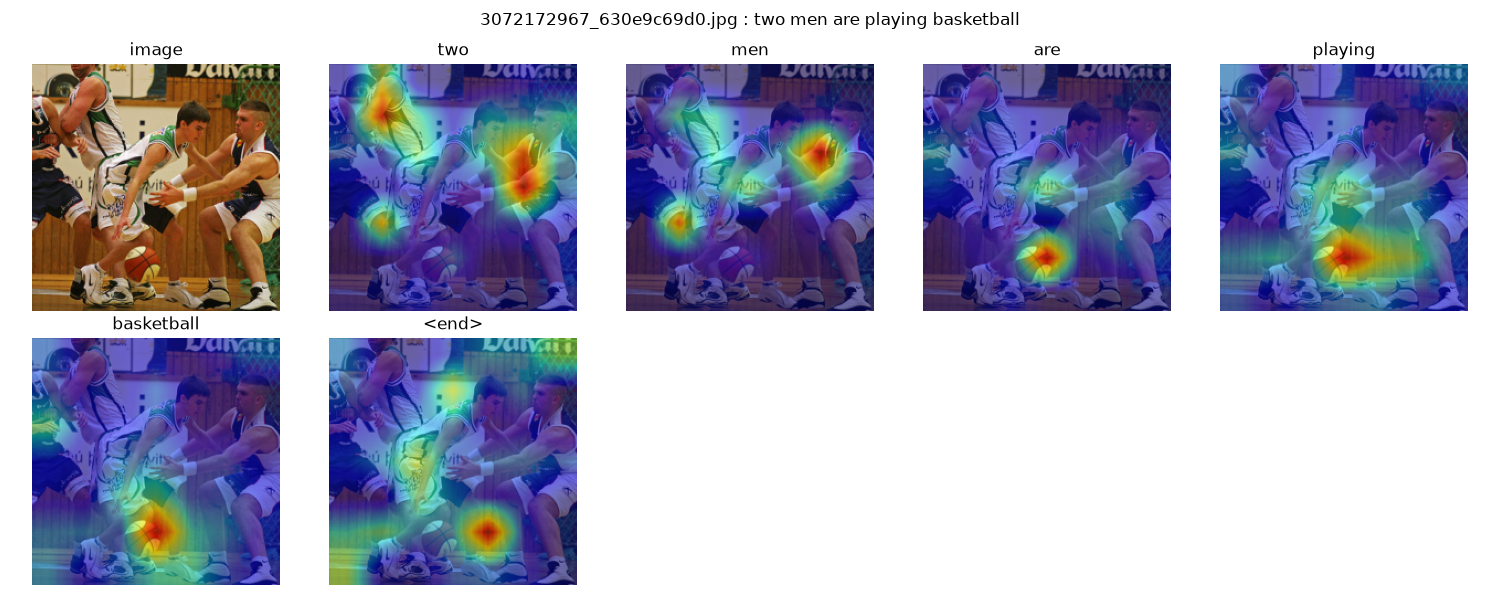 3072172967_630e9c69d0.jpg : two men are playing basketball
image
two
men
are
playing
basketball
<end>